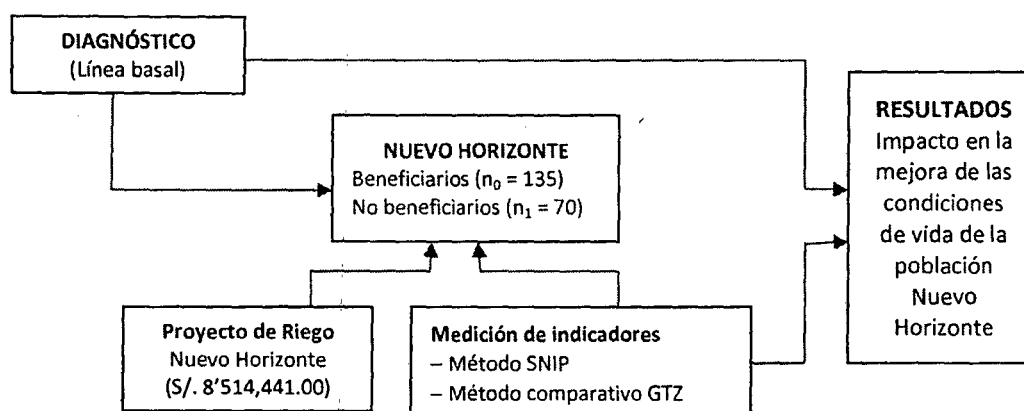 DIAGNÓSTICO
(Línea basal)
NUEVO HORIZONTE
Beneficiarios (n₀ = 135)
No beneficiarios (n₁ = 70)
Proyecto de Riego
Nuevo Horizonte
(S/. 8’514,441.00)
Medición de indicadores
– Método SNIP
– Método comparativo GTZ
RESULTADOS
Impacto en la
mejora de las
condiciones
de vida de la
población
Nuevo
Horizonte